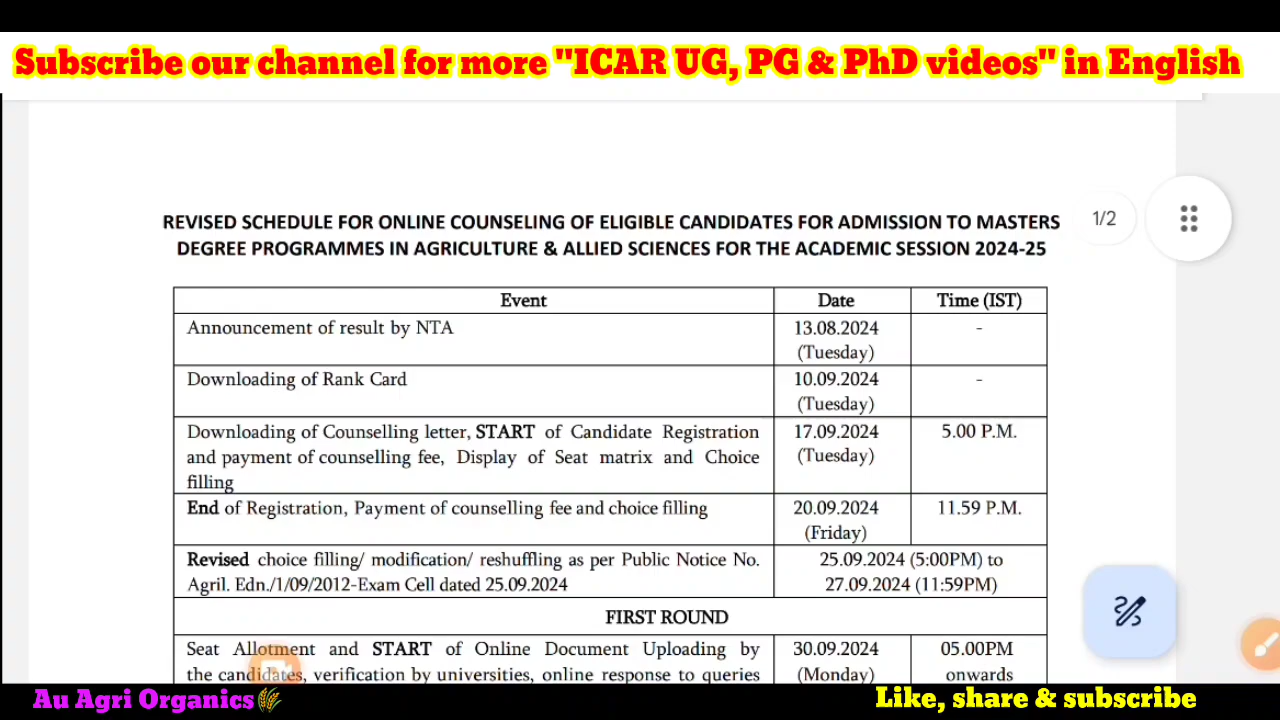 Subscribe our channel for more "ICAR UG, PG & PhD videos" in English
1/2
REVISED SCHEDULE FOR ONLINE COUNSELING OF ELIGIBLE CANDIDATES FOR ADMISSION TO MASTERS
DEGREE PROGRAMMES IN AGRICULTURE & ALLIED SCIENCES FOR THE ACADEMIC SESSION 2024-25
Event Date Time (IST)
Announcement of result by NTA 13.08.2024 -
(Tuesday)
Downloading of Rank Card 10.09.2024 -
(Tuesday)
Downloading of Counselling letter, START of Candidate Registration 17.09.2024 5.00 P.M.
and payment of counselling fee, Display of Seat matrix and Choice (Tuesday)
filling
End of Registration, Payment of counselling fee and choice filling 20.09.2024 11.59 P.M.
(Friday)
Revised choice filling/ modification/ reshuffling as per Public Notice No. 25.09.2024 (5:00PM) to
Agril. Edn./1/09/2012-Exam Cell dated 25.09.2024 27.09.2024 (11:59PM)
FIRST ROUND
Seat Allotment and START of Online Document Uploading by 30.09.2024 05.00PM
the candidates, verification by universities, online response to queries (Monday) onwards
Au Agri Organics🌾
Like, share & subscribe